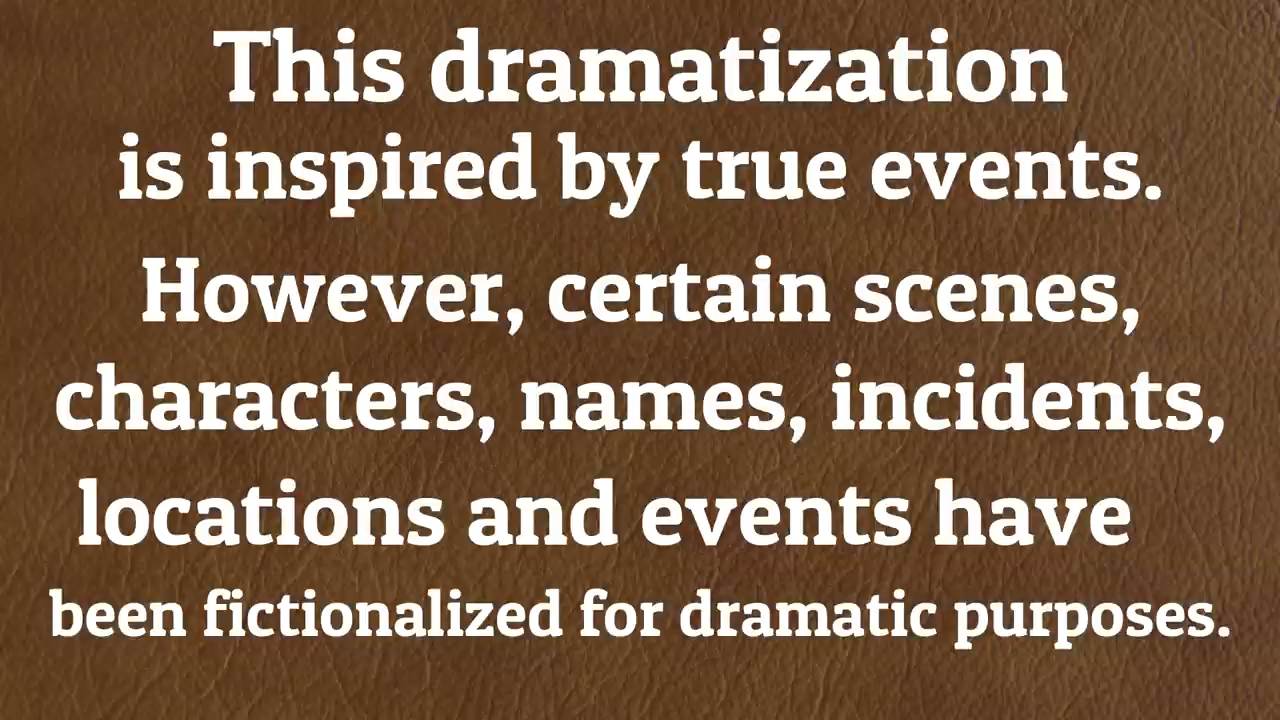 This dramatization
is inspired by true events.
However, certain scenes,
characters, names, incidents,
locations and events have
been fictionalized for dramatic purposes.